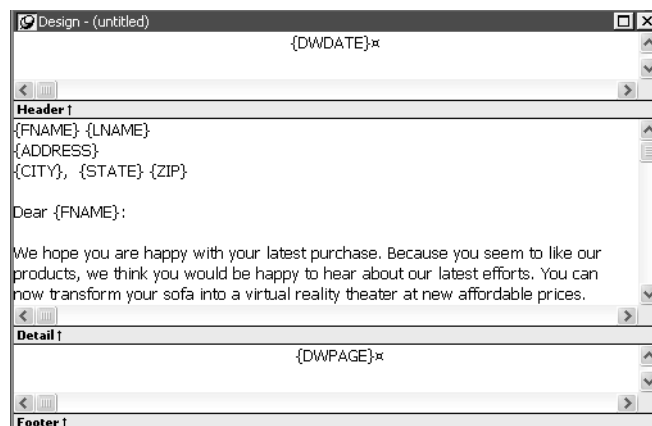 Design - (untitled)
{DWDATE}¤
Header ↑
{FNAME} {LNAME}
{ADDRESS}
{CITY},  {STATE} {ZIP}
Dear {FNAME}:
We hope you are happy with your latest purchase. Because you seem to like our
products, we think you would be happy to hear about our latest efforts. You can
now transform your sofa into a virtual reality theater at new affordable prices.
Detail ↑
{DWPAGE}¤
Footer ↑